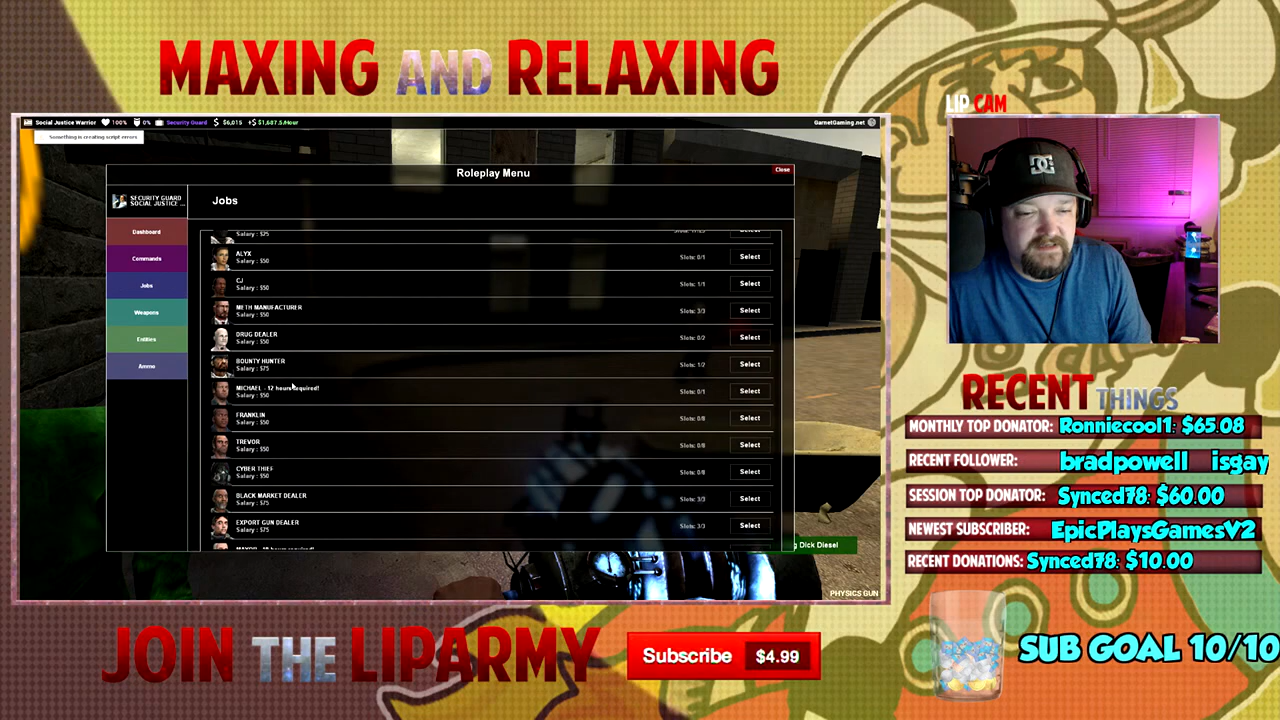 MAXING AND RELAXING
LIP CAM
Social Justice Warrior 100% 0% Security Guard $ $6,015 +$ $1,687.5/Hour GarnetGaming.net
Something is creating script errors
Roleplay Menu Close
SECURITY GUARD
SOCIAL JUSTICE ...
Jobs
Dashboard
Commands
Jobs
Weapons
Entities
Ammo
Salary : $75 Select
ALYX
Salary : $50 Slots: 0/1 Select
CJ
Salary : $50 Slots: 1/1 Select
METH MANUFACTURER
Salary : $50 Slots: 3/3 Select
DRUG DEALER
Salary : $50 Slots: 0/2 Select
BOUNTY HUNTER
Salary : $75 Slots: 1/2 Select
MICHAEL - 12 hours required!
Salary : $50 Slots: 0/1 Select
FRANKLIN
Salary : $50 Slots: 0/8 Select
TREVOR
Salary : $50 Slots: 0/8 Select
CYBER THIEF
Salary : $50 Slots: 0/8 Select
BLACK MARKET DEALER
Salary : $75 Slots: 3/3 Select
EXPORT GUN DEALER
Salary : $75 Slots: 3/3 Select
g Dick Diesel
PHYSICS GUN
RECENT THINGS
MONTHLY TOP DONATOR: Ronniecool1: $65.08
RECENT FOLLOWER: bradpowell isgay
SESSION TOP DONATOR: Synced78: $60.00
NEWEST SUBSCRIBER: EpicPlaysGamesV2
RECENT DONATIONS: Synced78: $10.00
JOIN THE LIPARMY
Subscribe $4.99
SUB GOAL 10/10